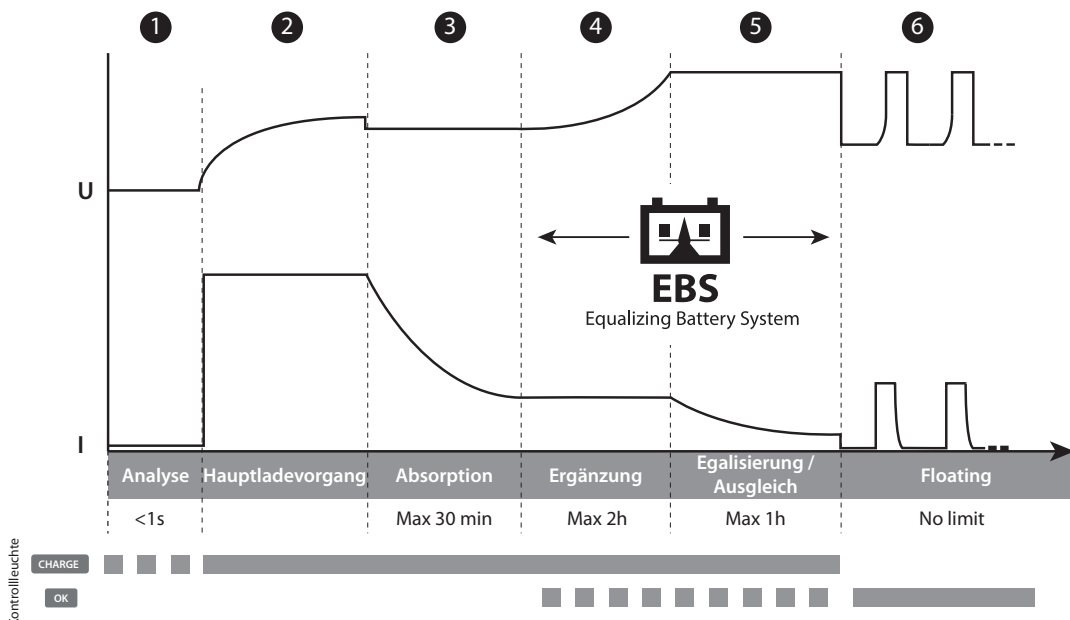 1 2 3 4 5 6
U
EBS
Equalizing Battery System
I
Analyse Hauptladevorgang Absorption Ergänzung Egalisierung / Ausgleich Floating
<1s Max 30 min Max 2h Max 1h No limit
CHARGE
OK